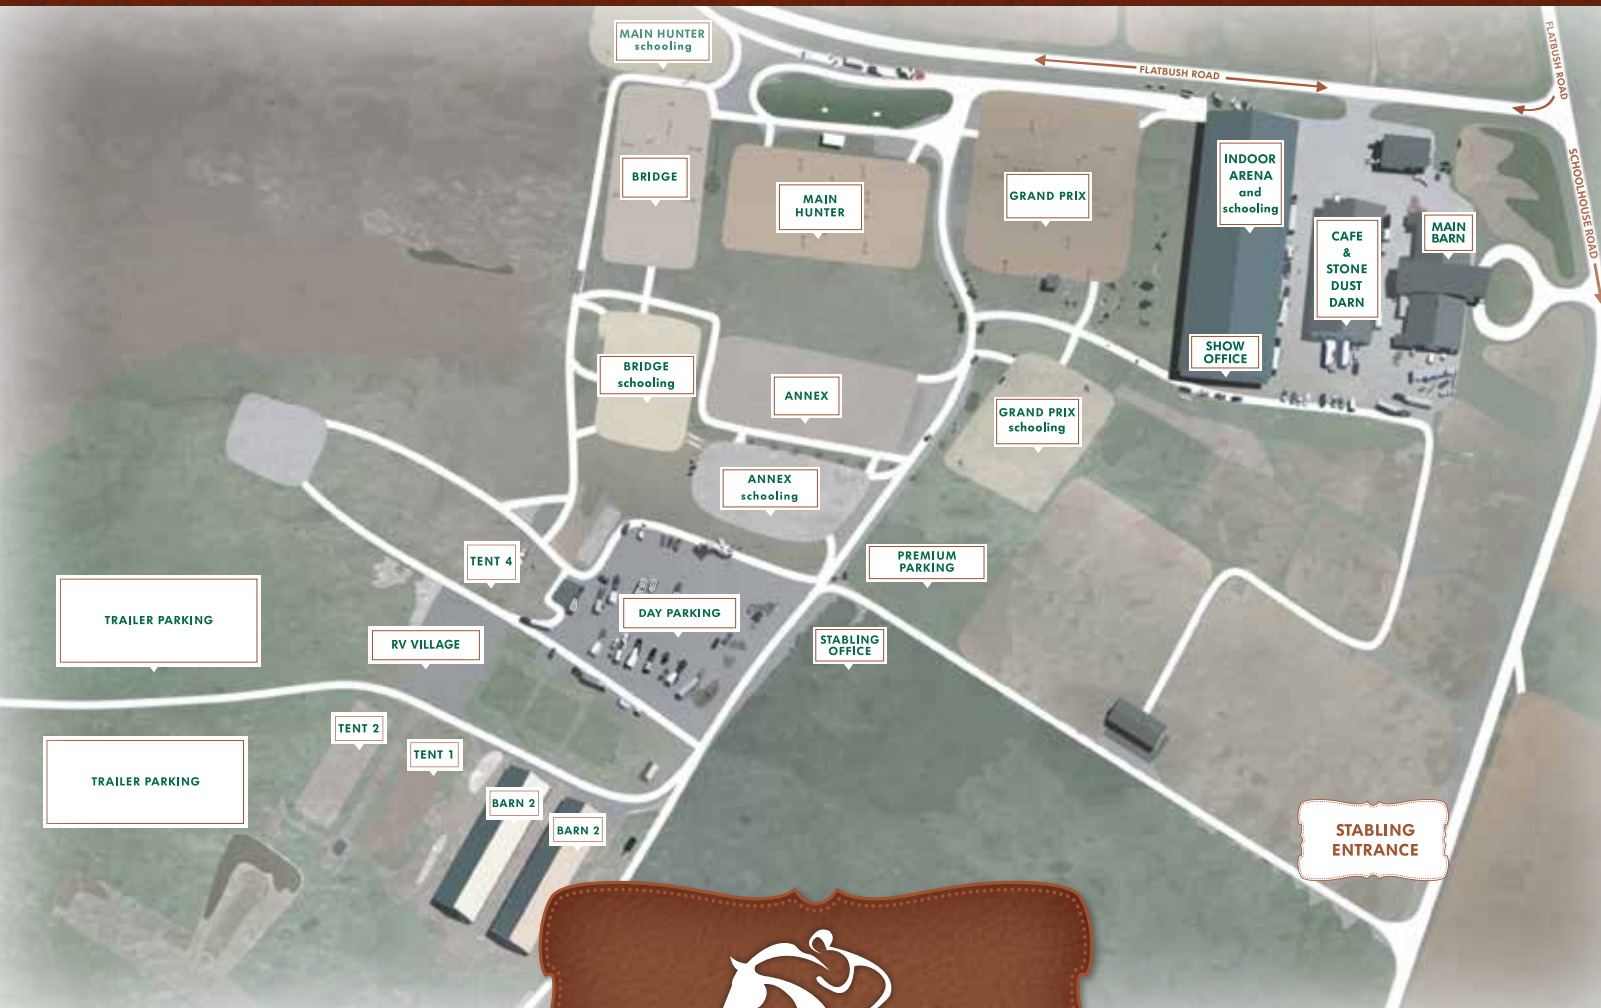 MAIN HUNTER
schooling
FLATBUSH ROAD
FLATBUSH ROAD
SCHOOLHOUSE ROAD
BRIDGE
MAIN
HUNTER
GRAND PRIX
INDOOR
ARENA
and
schooling
CAFE
&
STONE
DUST
DARN
MAIN
BARN
SHOW
OFFICE
BRIDGE
schooling
ANNEX
GRAND PRIX
schooling
ANNEX
schooling
TENT 4
PREMIUM
PARKING
TRAILER PARKING
DAY PARKING
RV VILLAGE
STABLING
OFFICE
TENT 2
TENT 1
TRAILER PARKING
BARN 2
BARN 2
STABLING
ENTRANCE